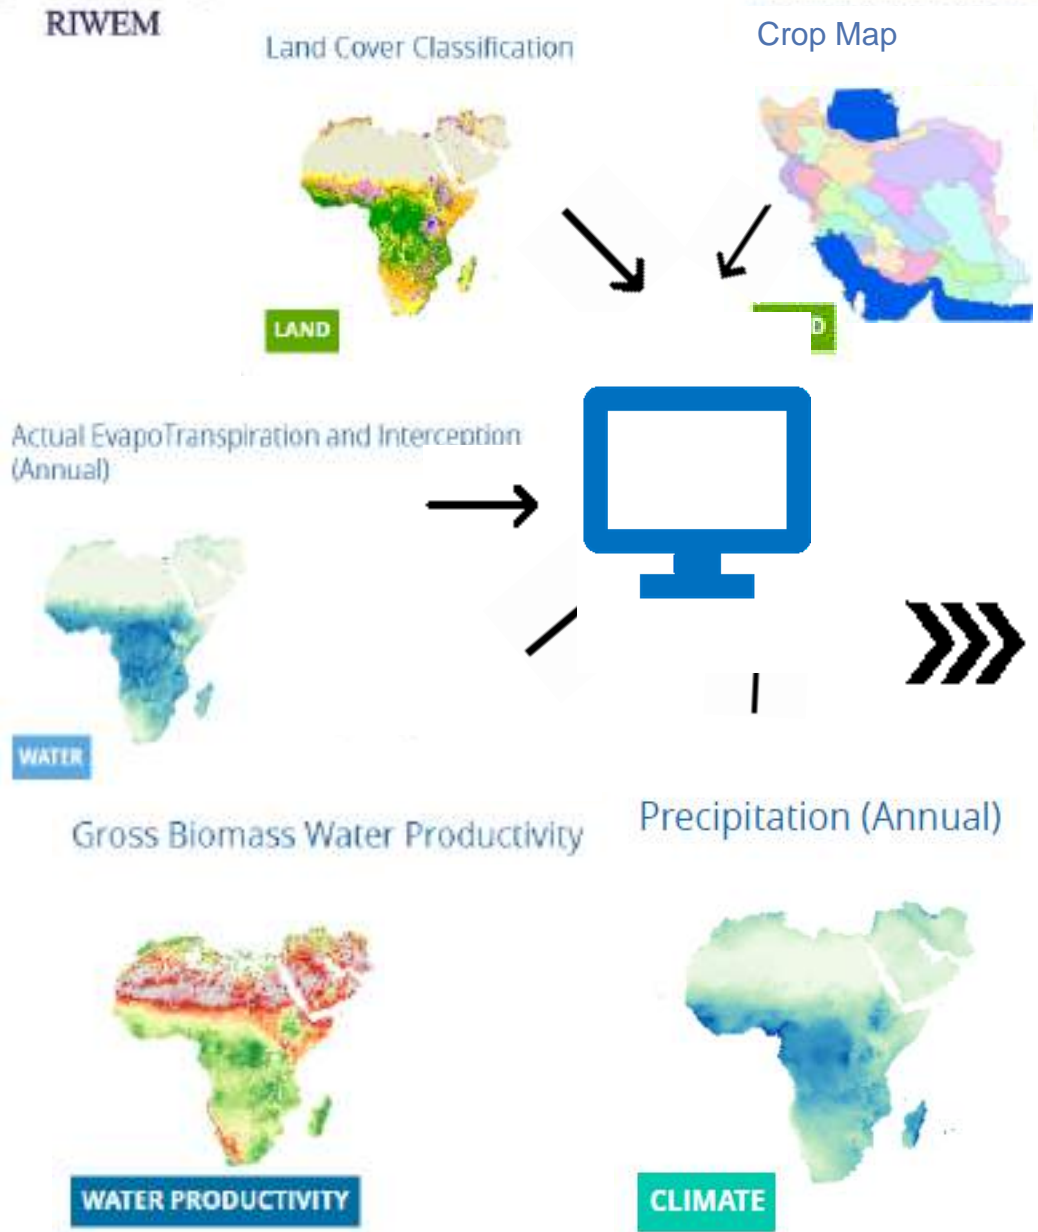 RIWEM
Land Cover Classification
Crop Map
LAND
Actual EvapoTranspiration and Interception
(Annual)
WATER
Gross Biomass Water Productivity
Precipitation (Annual)
WATER PRODUCTIVITY
CLIMATE